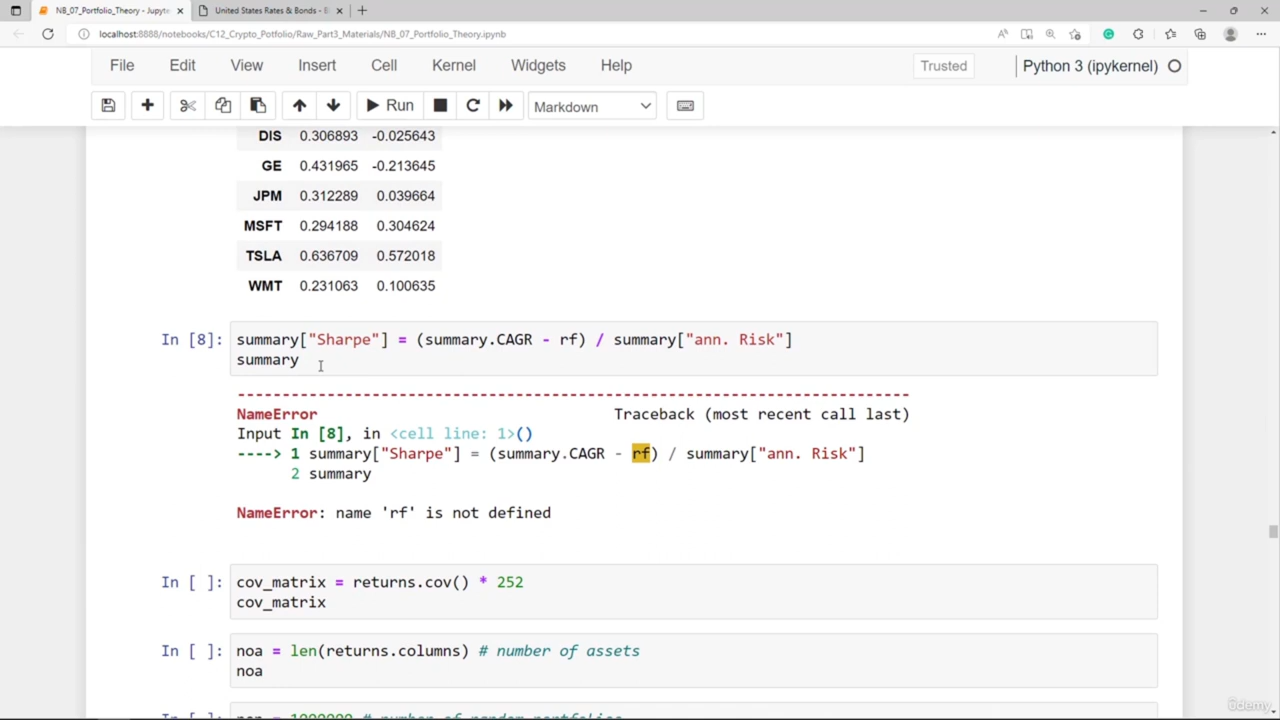 NB_07_Portfolio_Theory - Jupyte
United States Rates & Bonds - B
localhost:8888/notebooks/C12_Crypto_Potfolio/Raw_Part3_Materials/NB_07_Portfolio_Theory.ipynb
File Edit View Insert Cell Kernel Widgets Help Trusted Python 3 (ipykernel)
Run Markdown
DIS 0.306893 -0.025643
GE 0.431965 -0.213645
JPM 0.312289 0.039664
MSFT 0.294188 0.304624
TSLA 0.636709 0.572018
WMT 0.231063 0.100635
In [8]: summary["Sharpe"] = (summary.CAGR - rf) / summary["ann. Risk"]
summary
---------------------------------------------------------------------------
NameError Traceback (most recent call last)
Input In [8], in <cell line: 1>()
----> 1 summary["Sharpe"] = (summary.CAGR - rf) / summary["ann. Risk"]
2 summary
NameError: name 'rf' is not defined
In [ ]: cov_matrix = returns.cov() * 252
cov_matrix
In [ ]: noa = len(returns.columns) # number of assets
noa
ûdemy